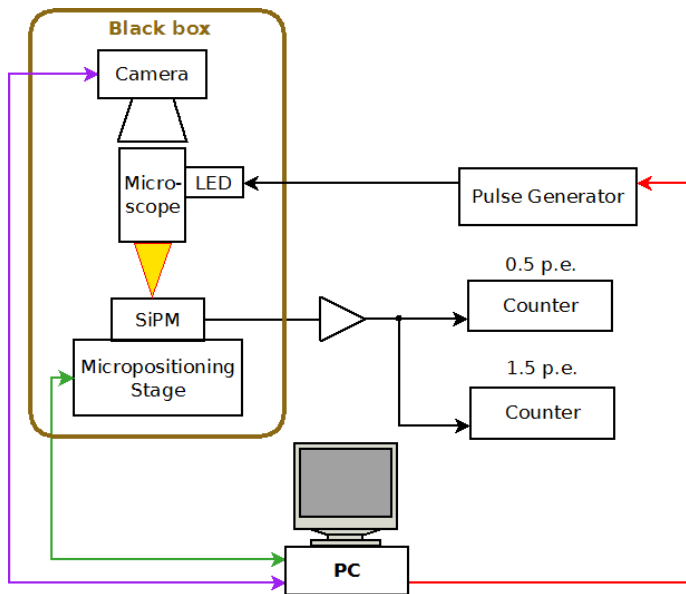 Black box
Camera
Micro-
scope
LED
Pulse Generator
0.5 p.e.
Counter
SiPM
Micropositioning
Stage
1.5 p.e.
Counter
PC